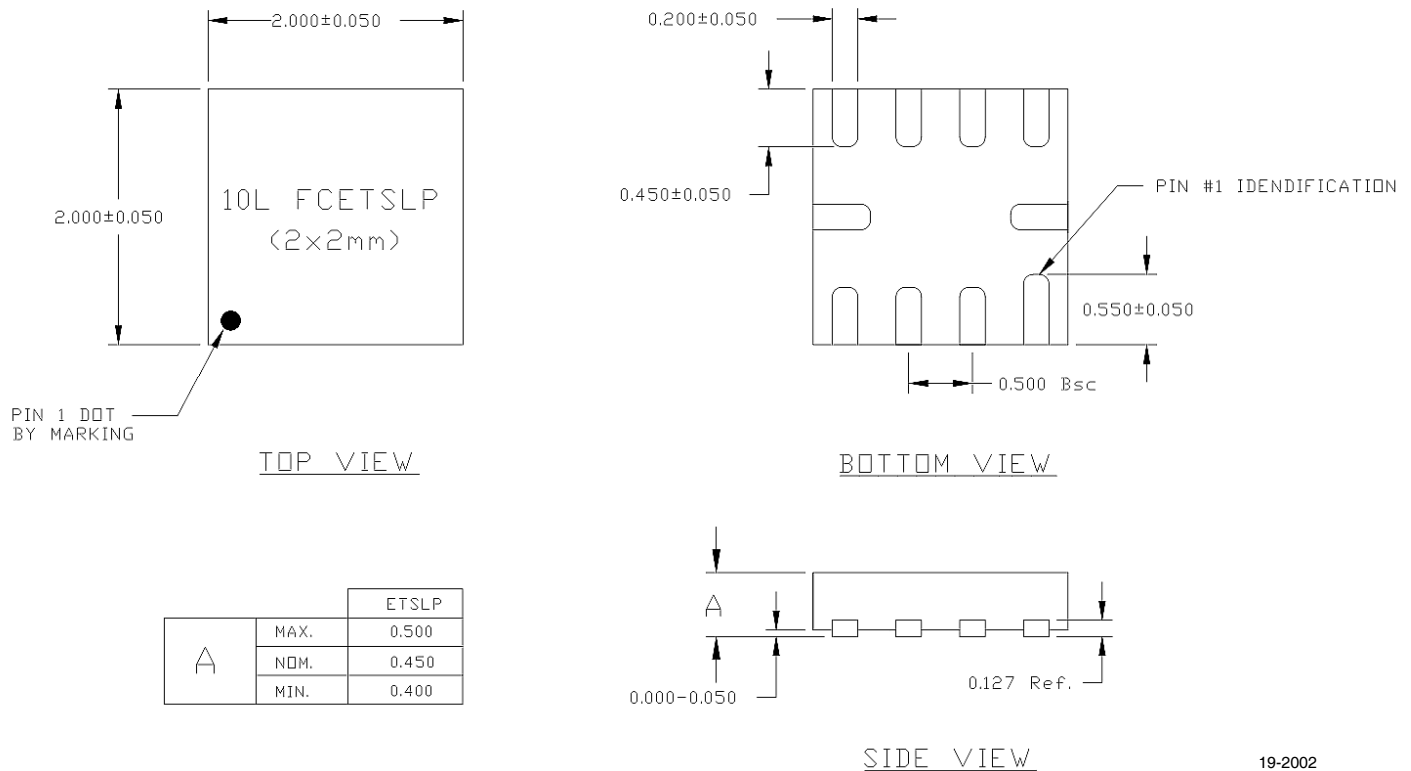 2.000±0.050
2.000±0.050
10L FCETSLP
(2x2mm)
PIN 1 DOT
BY MARKING
TOP VIEW
0.200±0.050
0.450±0.050
PIN #1 IDENDIFICATION
0.550±0.050
0.500 Bsc
BOTTOM VIEW
ETSLP
A
MAX. 0.500
NOM. 0.450
MIN. 0.400
A
0.000-0.050
0.127 Ref.
SIDE VIEW
19-2002